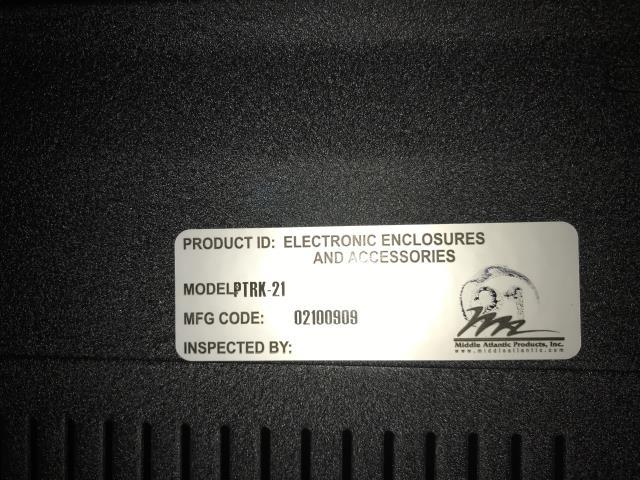 PRODUCT ID: ELECTRONIC ENCLOSURES
AND ACCESSORIES
MODEL PTRK-21
MFG CODE: 02100909
INSPECTED BY:
21
Middle Atlantic Products, Inc.
www.middleatlantic.com